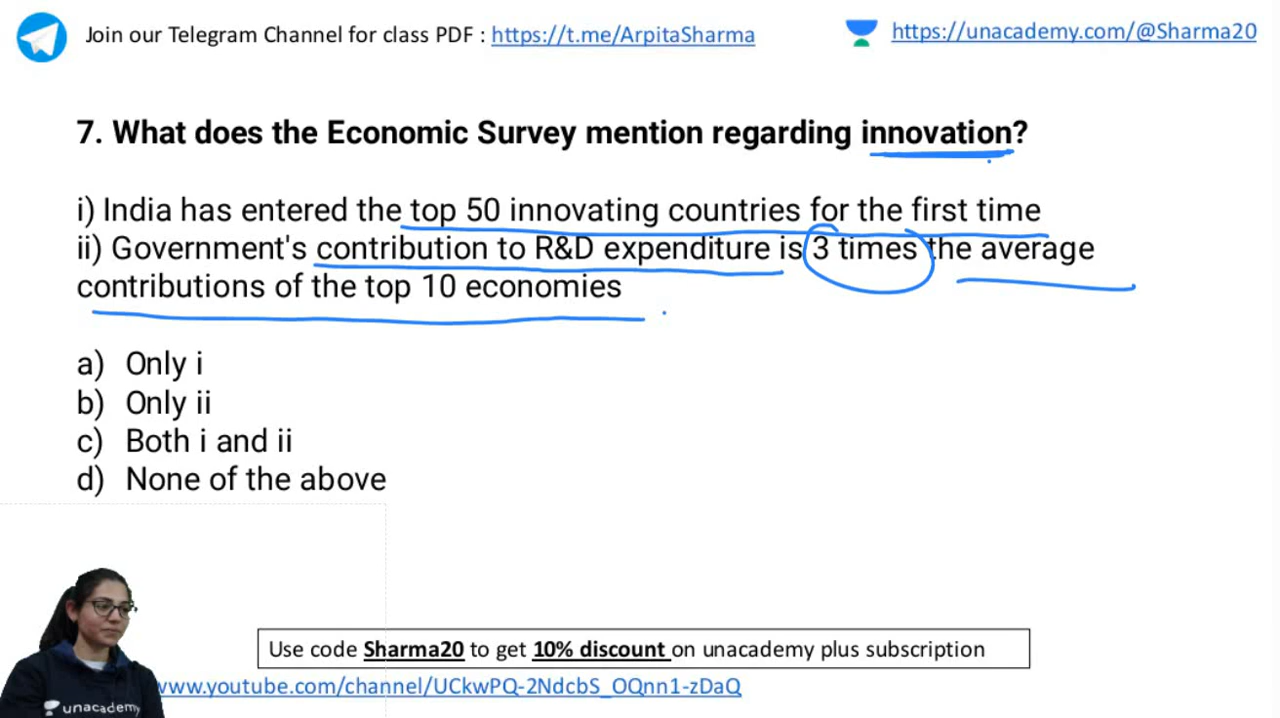 Join our Telegram Channel for class PDF : https://t.me/ArpitaSharma
https://unacademy.com/@Sharma20
7. What does the Economic Survey mention regarding innovation?
i) India has entered the top 50 innovating countries for the first time
ii) Government's contribution to R&D expenditure is 3 times the average
contributions of the top 10 economies
a) Only i
b) Only ii
c) Both i and ii
d) None of the above
Use code Sharma20 to get 10% discount on unacademy plus subscription
www.youtube.com/channel/UCkwPQ-2NdcbS_OQnn1-zDaQ
unacademy